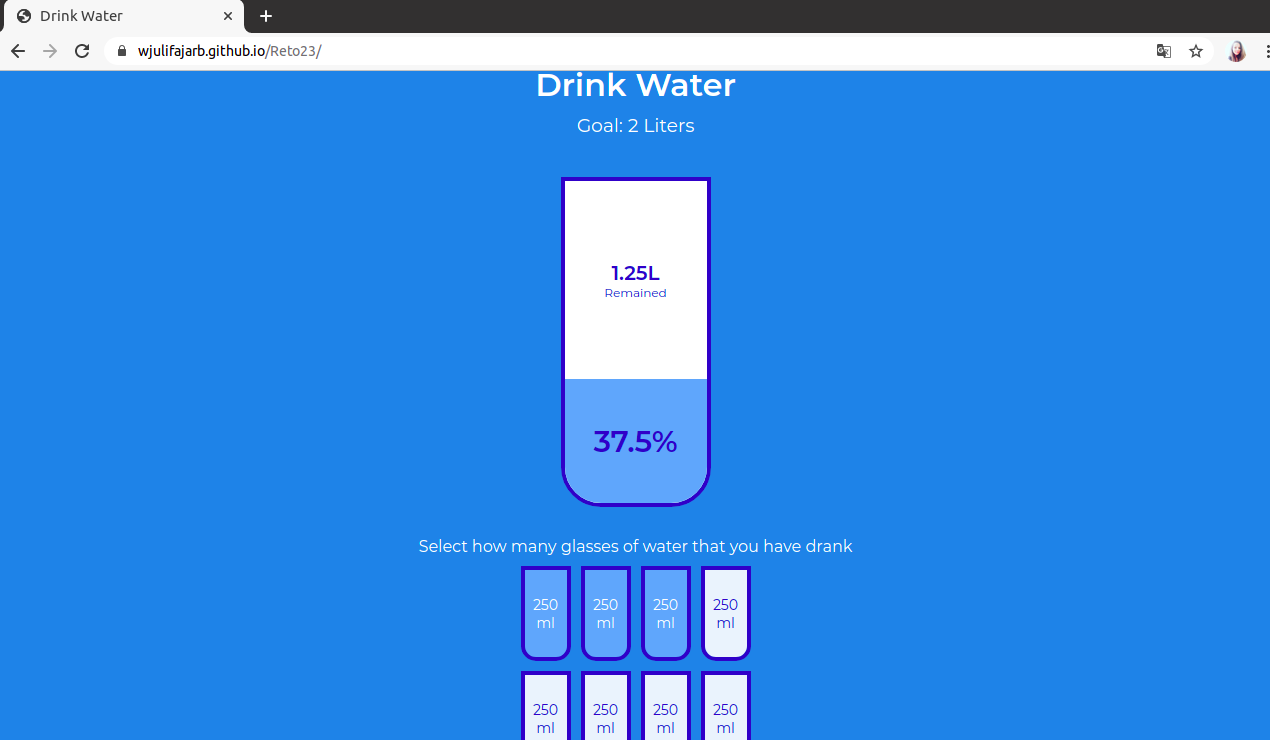 Drink Water
wjulifajarb.github.io/Reto23/
Drink Water
Goal: 2 Liters
1.25L
Remained
37.5%
Select how many glasses of water that you have drank
250 250 250 250
ml ml ml ml
250 250 250 250
ml ml ml ml